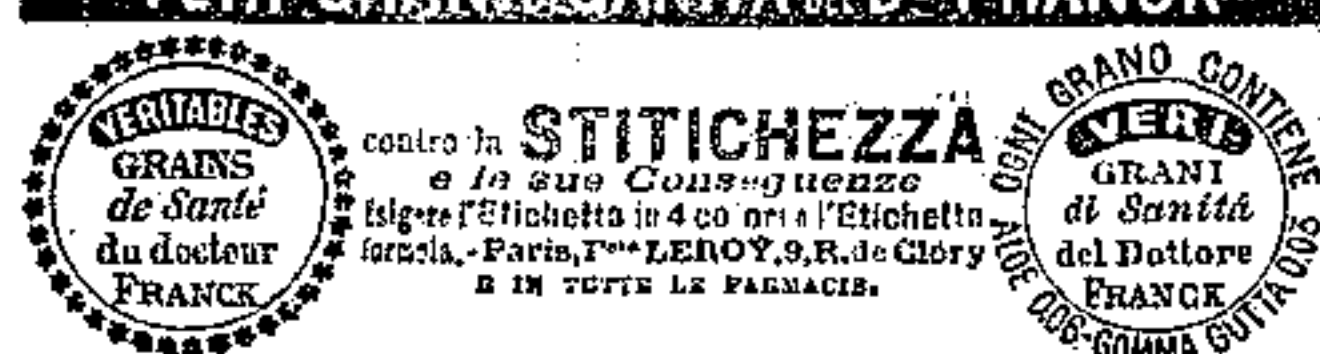 VERITABLES
GRAINS
de Santé
du docteur
FRANCK
contro la STITICHEZZA
e le sue Conseguenze
Esigere l'Etichetta in 4 colori e l'Etichetta
formola.-Paris, Pcie LEROY, 9, R. de Cléry
E IN TUTTE LE FARMACIE.
OGNI GRANO CONTIENE
ALOE 0,06-GOMMA GUTTA 0,05
VERI
GRANI
di Sanità
del Dottore
FRANCK